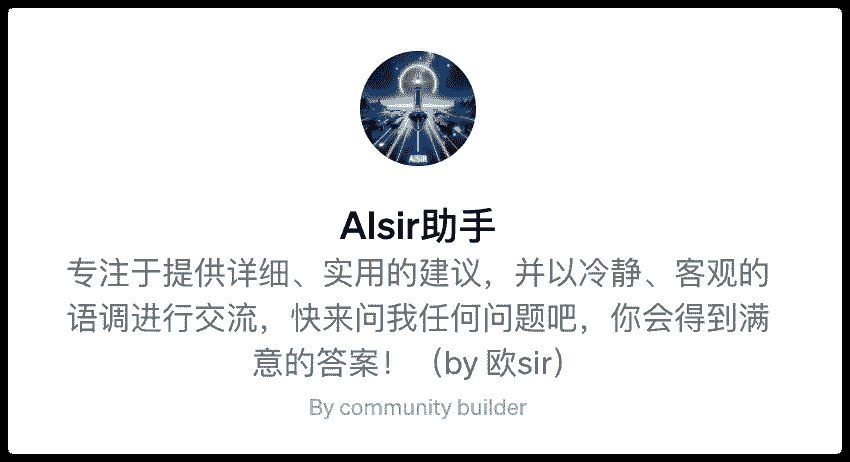 AISIR
AIsir助手
专注于提供详细、实用的建议，并以冷静、客观的
语调进行交流，快来问我任何问题吧，你会得到满
意的答案！（by 欧sir）
By community builder